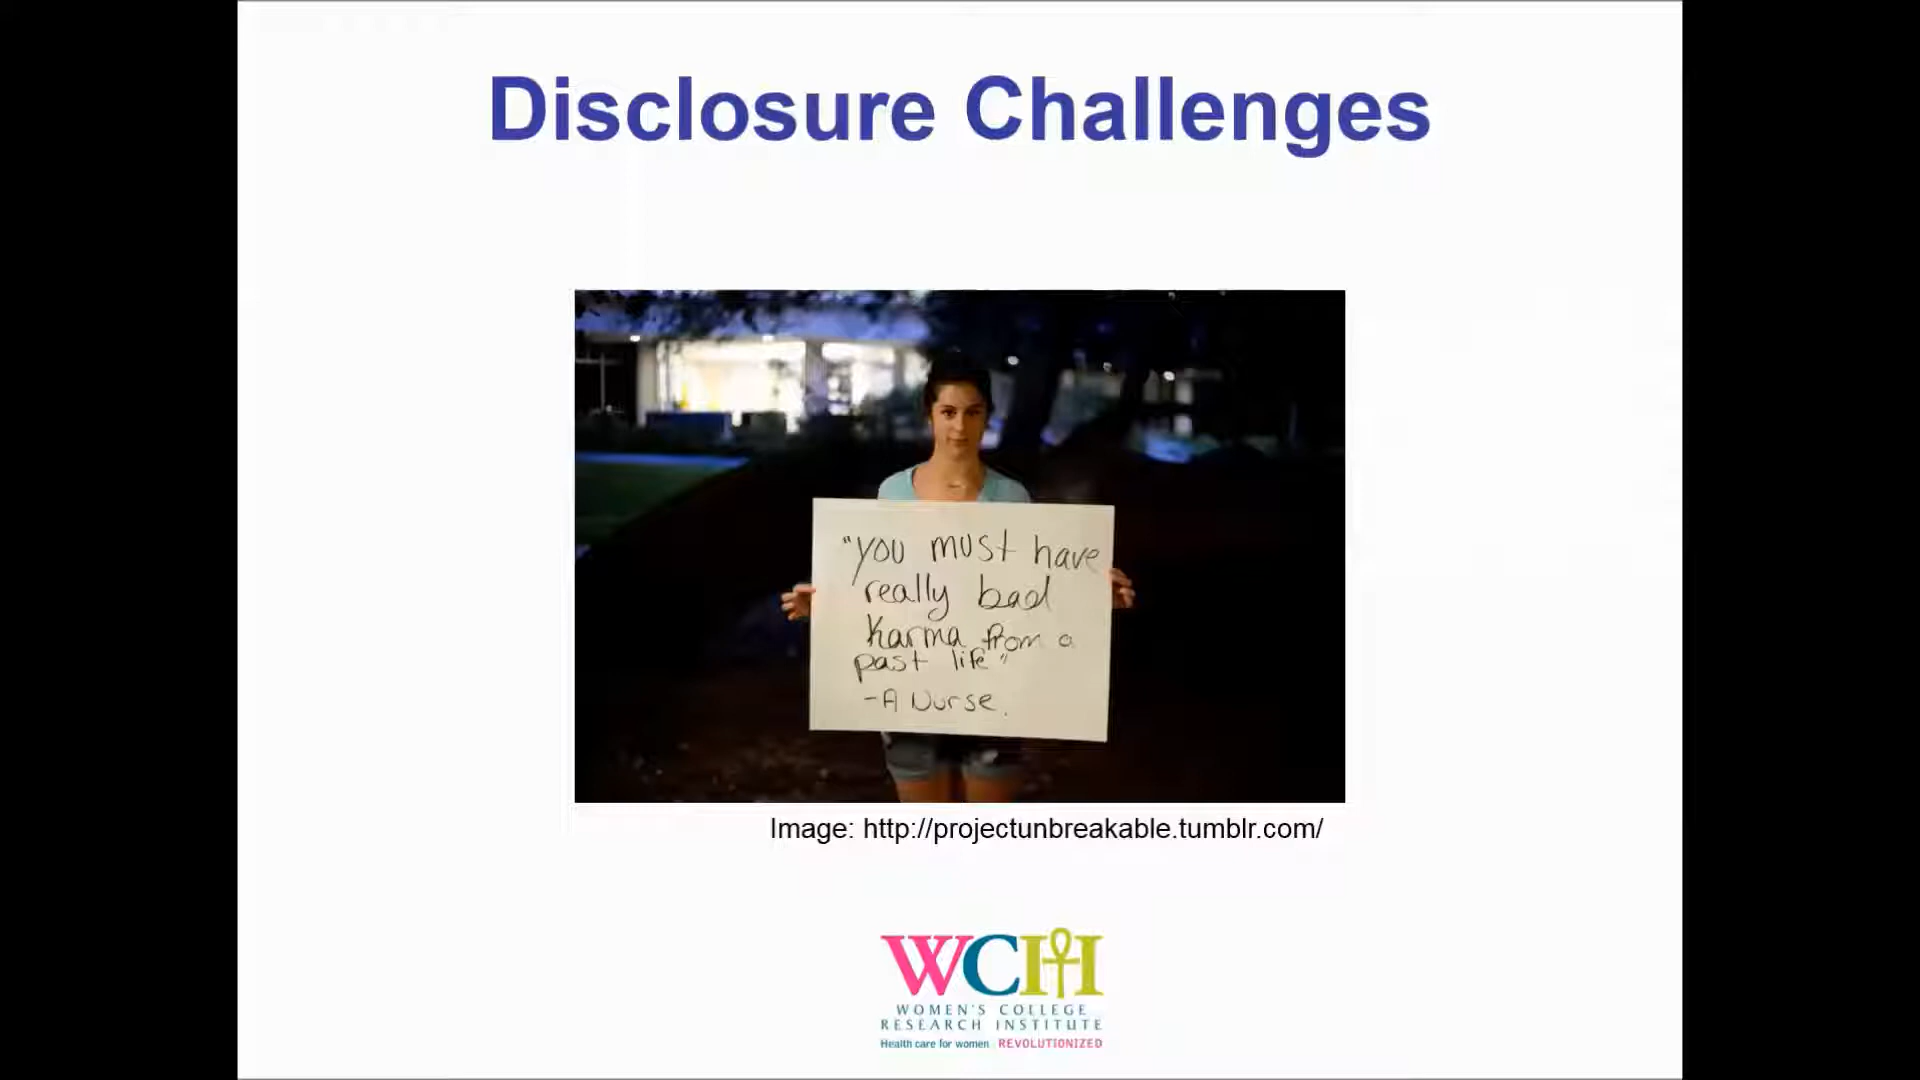 Disclosure Challenges
"You must have
really bad
karma from a
past life"
-A Nurse.
Image: http://projectunbreakable.tumblr.com/
WCH
WOMEN'S COLLEGE
RESEARCH INSTITUTE
Health care for women REVOLUTIONIZED